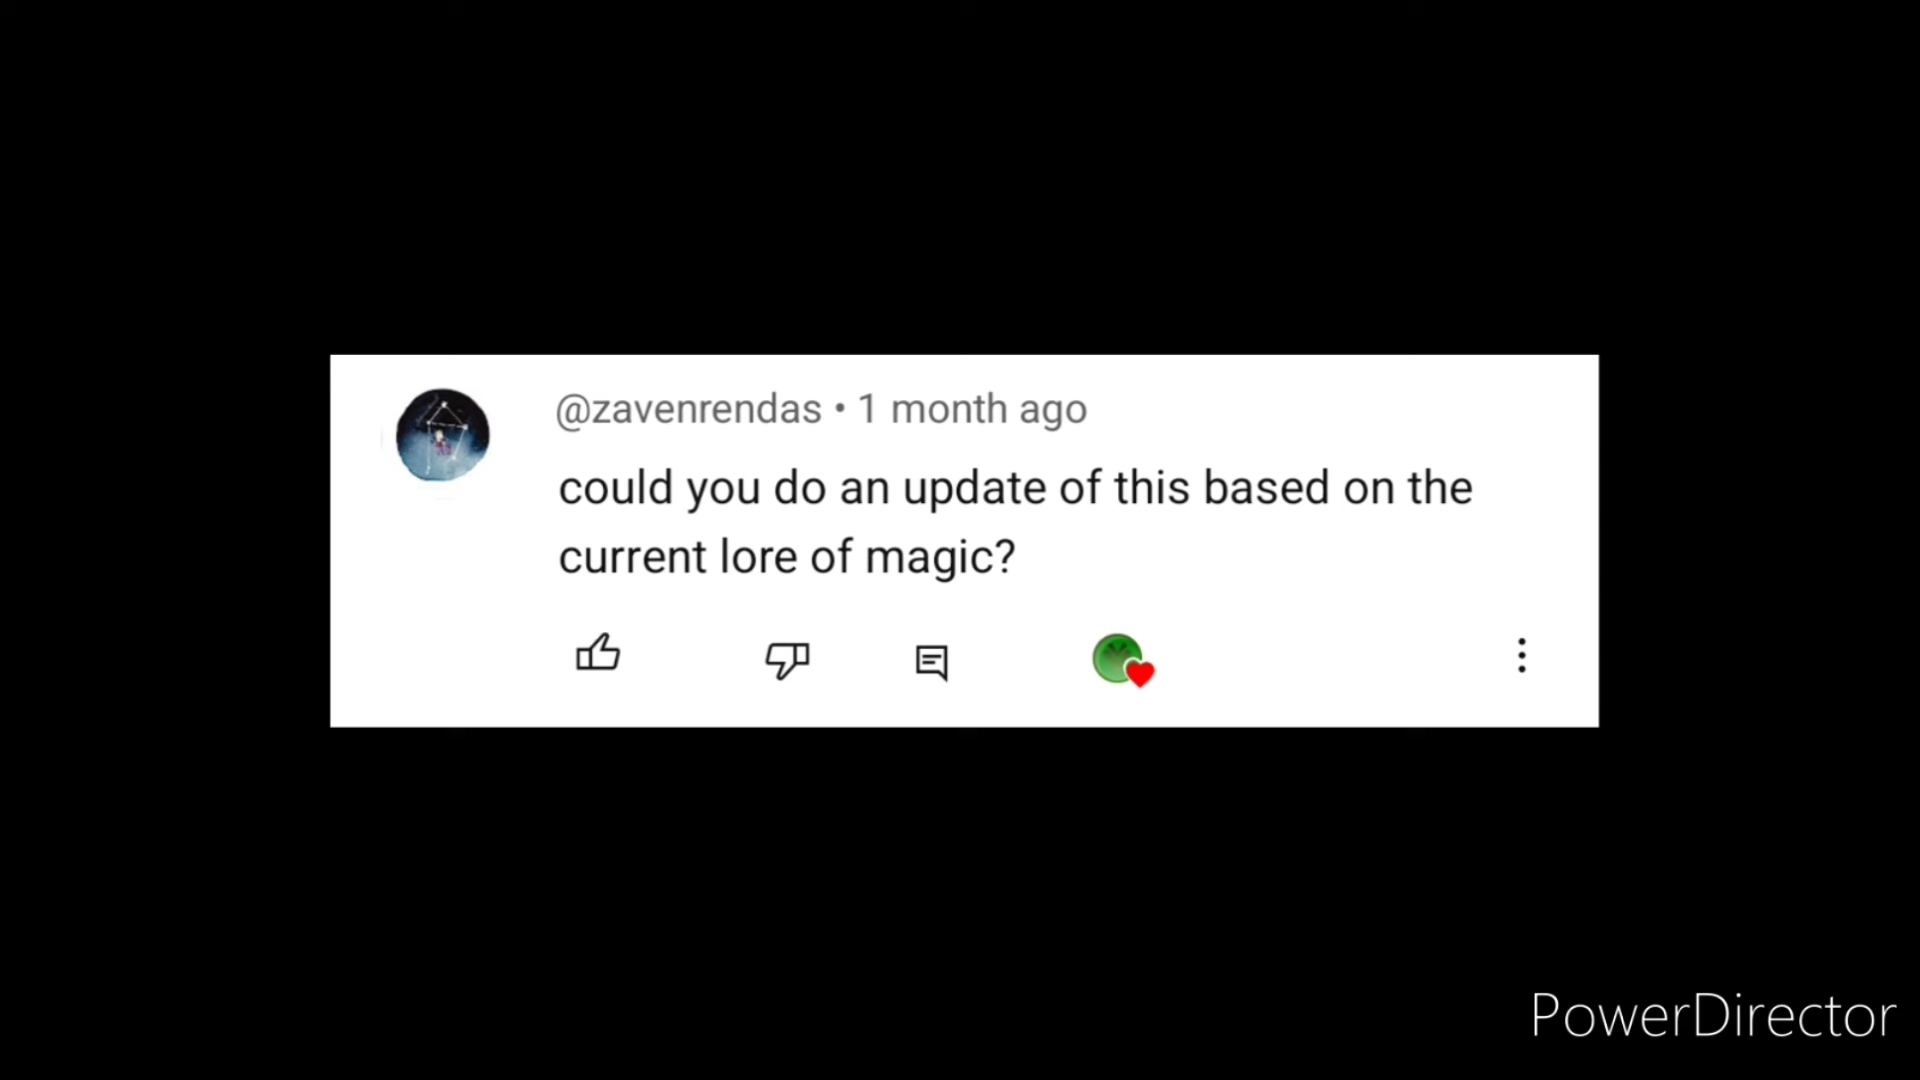 @zavenrendas • 1 month ago
could you do an update of this based on the
current lore of magic?
PowerDirector